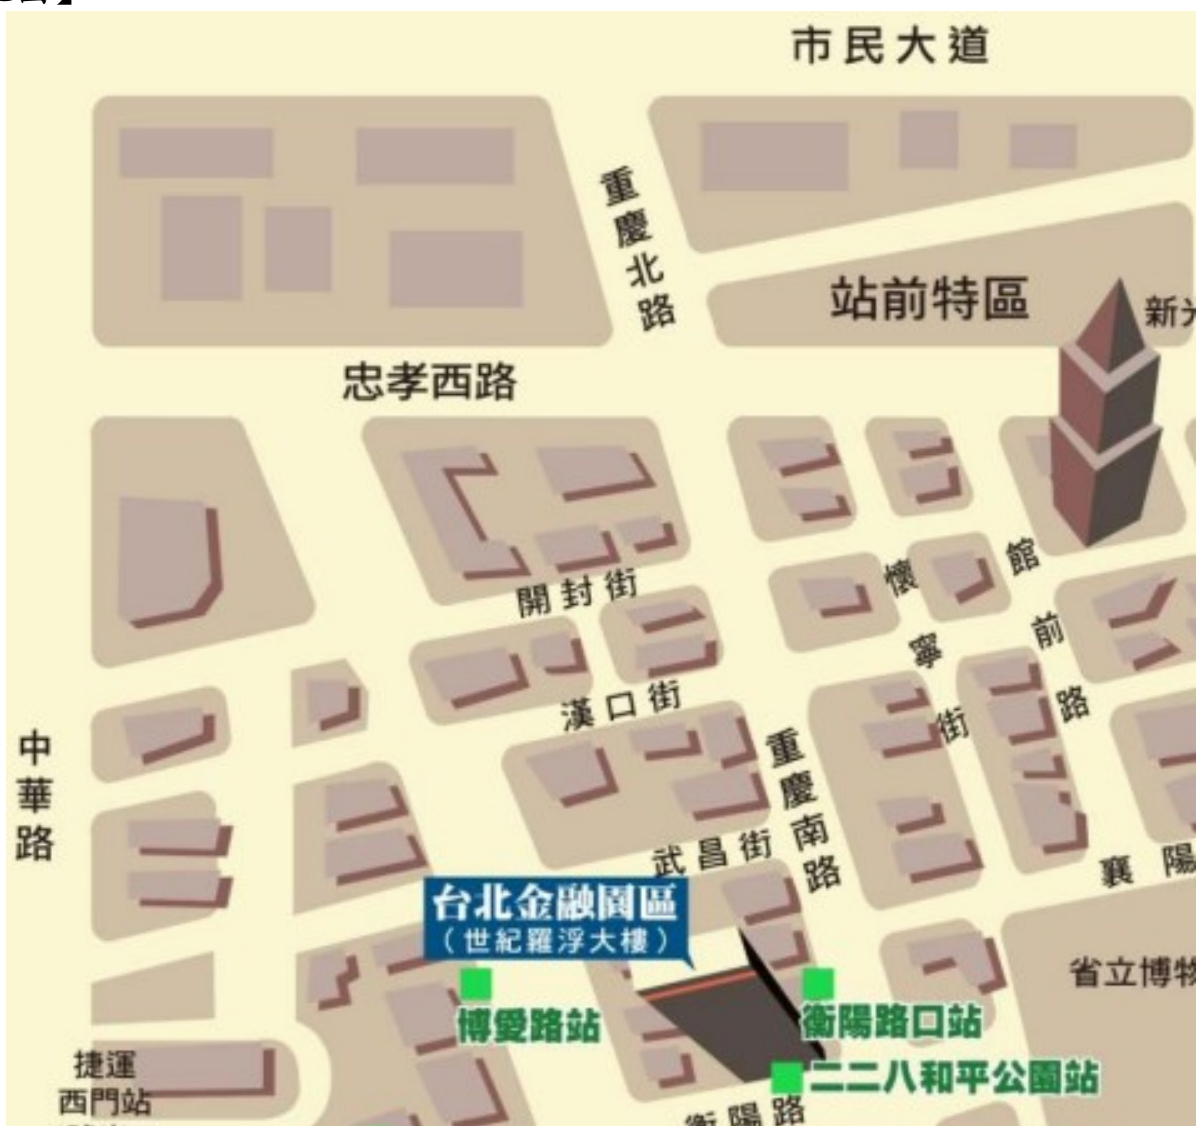 市民大道
重慶北路
站前特區
新光
忠孝西路
開封街
懷寧街
館前路
漢口街
中華路
重慶南路
武昌街
襄陽
台北金融園區
（世紀羅浮大樓）
省立博物
博愛路站
衡陽路口站
二二八和平公園站
捷運
西門站
衡陽路